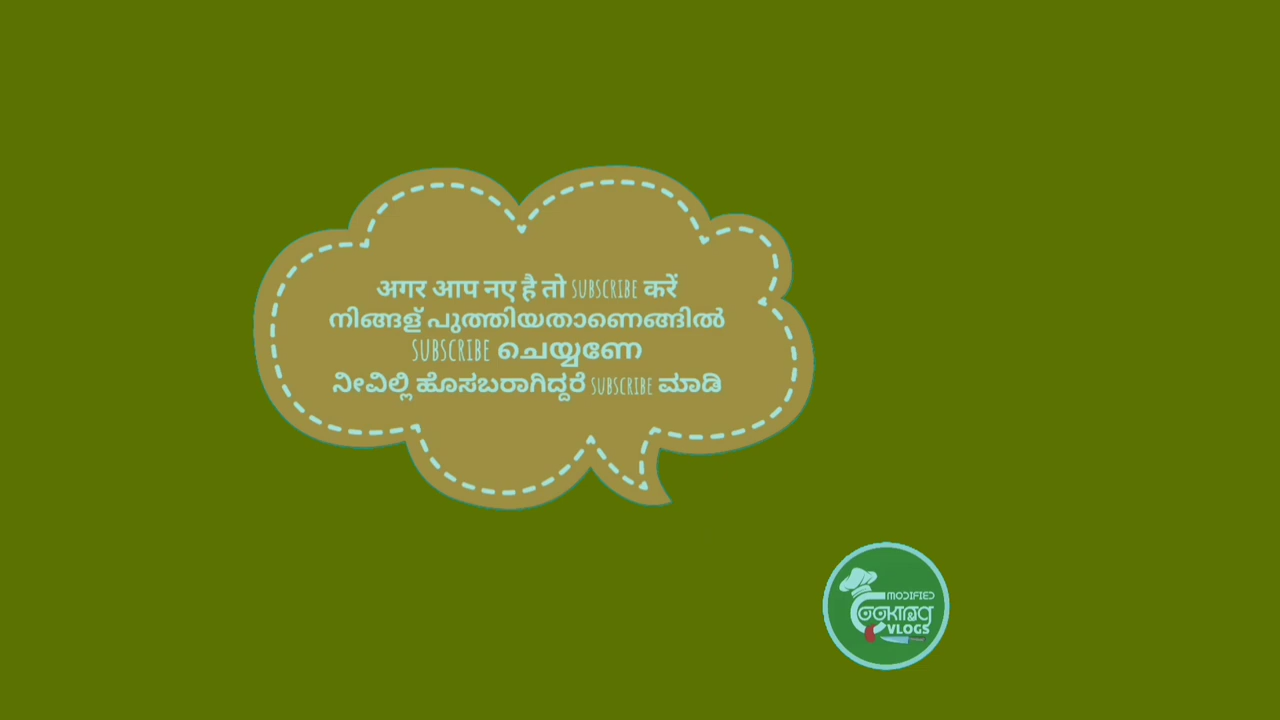 अगर आप नए है तो SUBSCRIBE करें
നിങ്ങള് പുത്തിയതാണെങ്ങിൽ
SUBSCRIBE ചെയ്യണേ
ನೀವಿಲ್ಲಿ ಹೊಸಬರಾಗಿದ್ದರೆ SUBSCRIBE ಮಾಡಿ
MODIFIED
COOKING
VLOGS